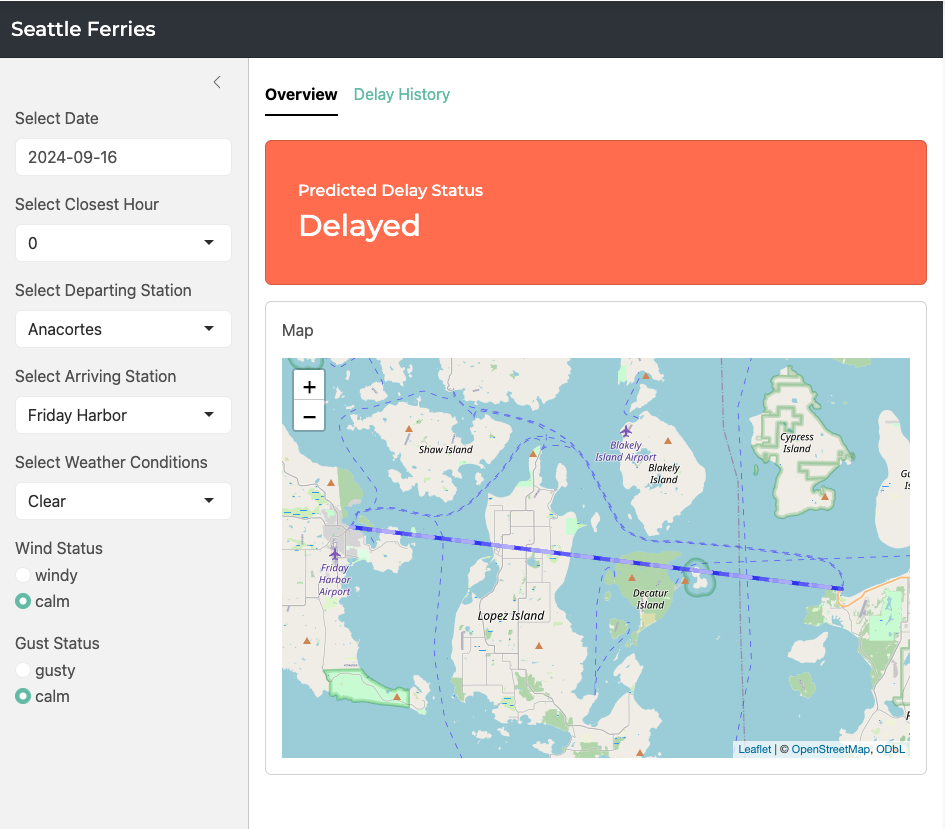 Seattle Ferries
Select Date
2024-09-16
Select Closest Hour
0
Select Departing Station
Anacortes
Select Arriving Station
Friday Harbor
Select Weather Conditions
Clear
Wind Status
windy
calm
Gust Status
gusty
calm
Overview Delay History
Predicted Delay Status
Delayed
Map
+
−
Shaw Island
Blakely
Island Airport
Blakely
Island
Cypress
Island
Friday
Harbor
Airport
Lopez Island
Decatur
Island
Leaflet | © OpenStreetMap, ODbL